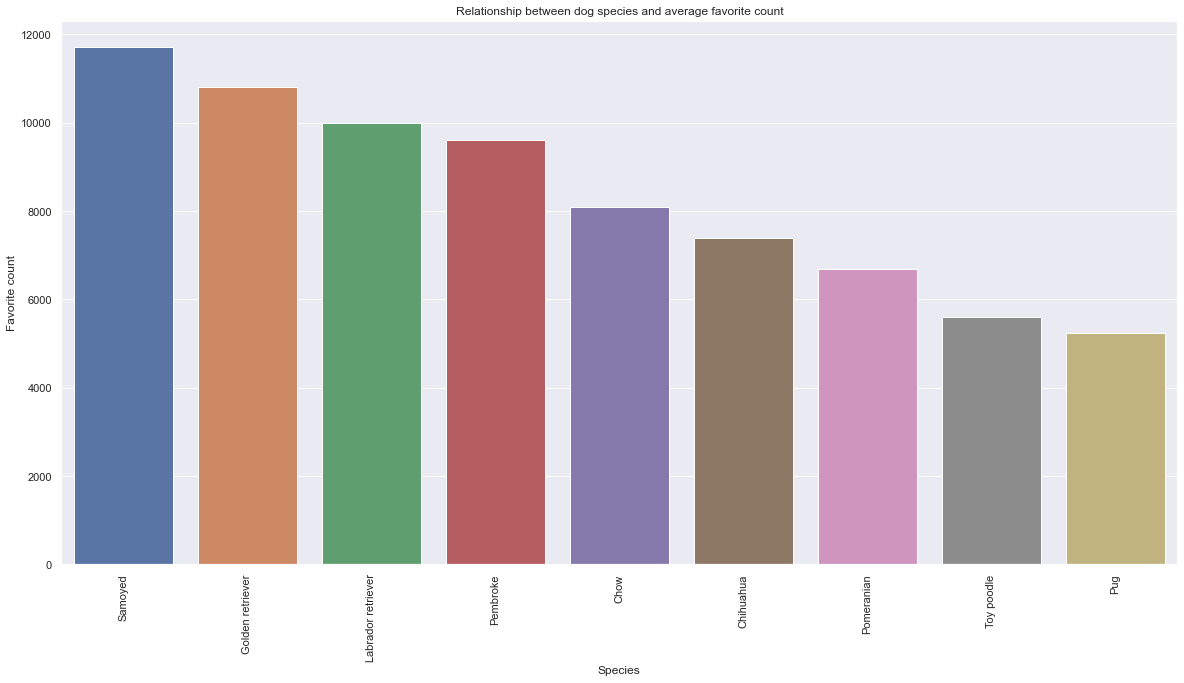 Relationship between dog species and average favorite count
12000
10000
8000
6000
4000
2000
0
Favorite count
Samoyed
Golden retriever
Labrador retriever
Pembroke
Chow
Chihuahua
Pomeranian
Toy poodle
Pug
Species